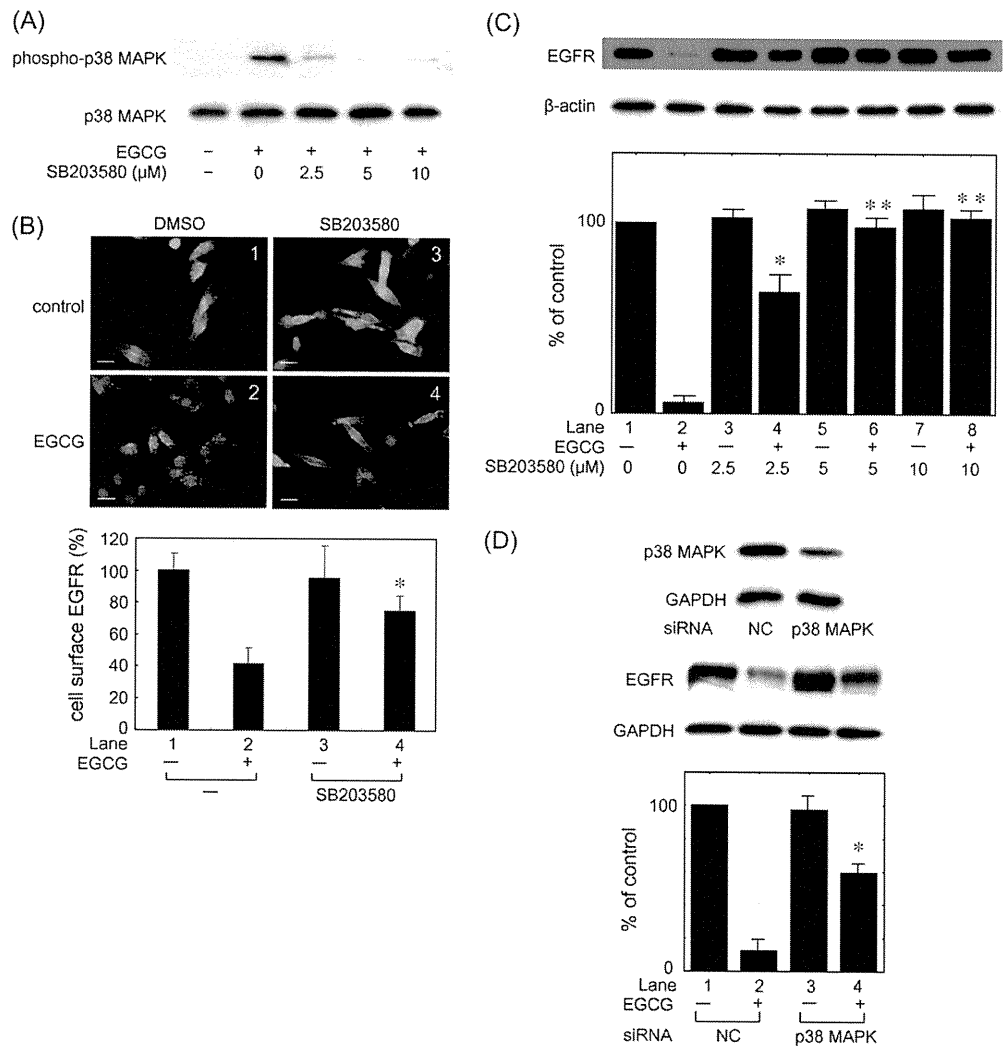 (A)
phospho-p38 MAPK
p38 MAPK
EGCG – + + + +
SB203580 (µM) – 0 2.5 5 10
(B)
DMSO SB203580
control
1 3
EGCG
2 4
cell surface EGFR (%)
120
100
80
60
40
20
0
*
Lane 1 2 3 4
EGCG — + — +
— SB203580
(C)
EGFR
β-actin
% of control
100
0
* ** **
Lane 1 2 3 4 5 6 7 8
EGCG — + — + — + — +
SB203580 (µM) 0 0 2.5 2.5 5 5 10 10
(D)
p38 MAPK
GAPDH
siRNA NC p38 MAPK
EGFR
GAPDH
% of control
100
0
*
Lane 1 2 3 4
EGCG — + — +
siRNA NC p38 MAPK